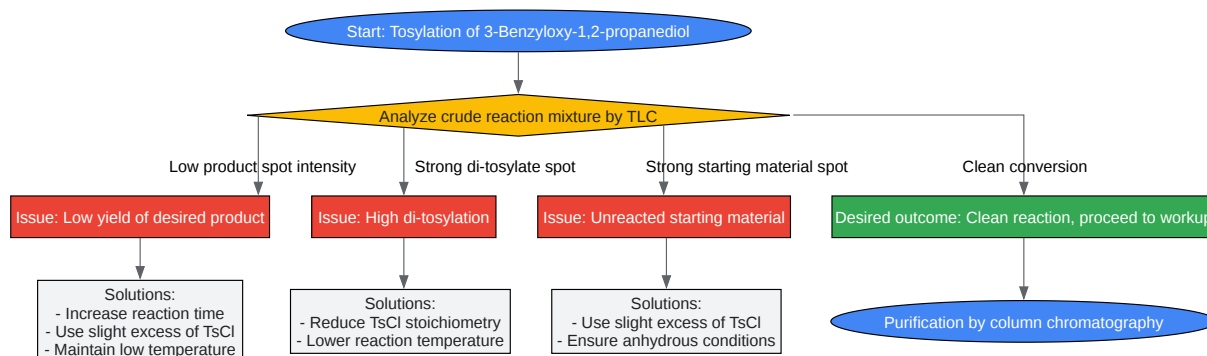 Start: Tosylation of 3-Benzyloxy-1,2-propanediol
Analyze crude reaction mixture by TLC
Low product spot intensity
Strong di-tosylate spot
Strong starting material spot
Clean conversion
Issue: Low yield of desired product
Issue: High di-tosylation
Issue: Unreacted starting material
Desired outcome: Clean reaction, proceed to workup
Solutions:
- Increase reaction time
- Use slight excess of TsCl
- Maintain low temperature
Solutions:
- Reduce TsCl stoichiometry
- Lower reaction temperature
Solutions:
- Use slight excess of TsCl
- Ensure anhydrous conditions
Purification by column chromatography